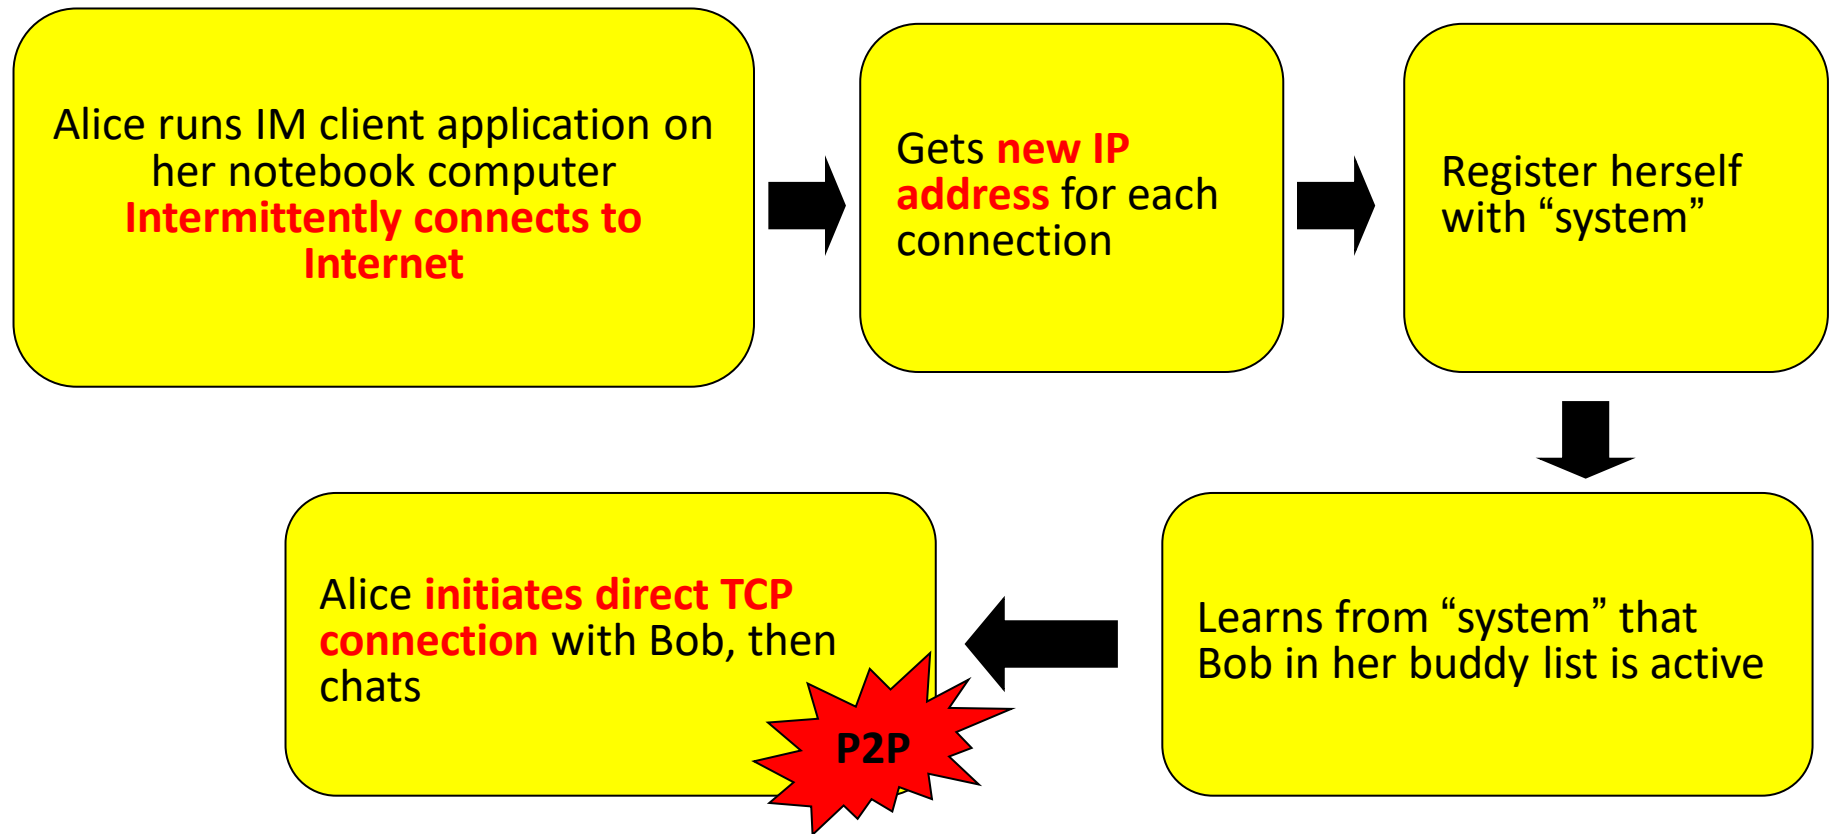 Alice runs IM client application on
her notebook computer
Intermittently connects to
Internet
Gets new IP
address for each
connection
Register herself
with “system”
Learns from “system” that
Bob in her buddy list is active
Alice initiates direct TCP
connection with Bob, then
chats
P2P